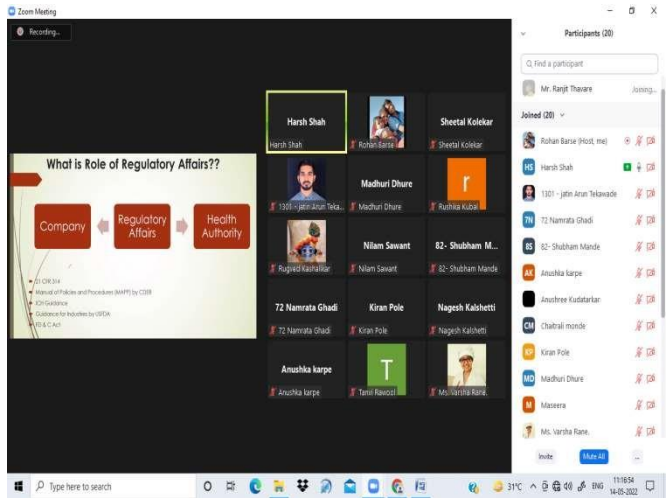 Zoom Meeting
Recording...
What is Role of Regulatory Affairs??
Company
Regulatory
Affairs
Health
Authority
21 CFR 314
Manual of Policies and Procedures (MAPP) by CDER
ICH Guidance
Guidance for Industries by USFDA
FD & C Act
Harsh Shah
Harsh Shah
Rohan Barse
Sheetal Kolekar
Sheetal Kolekar
1301 - jatin Arun Teka...
Madhuri Dhure
Madhuri Dhure
r
Rushika Kubal
Rugved Kashalkar
Nilam Sawant
Nilam Sawant
82- Shubham M...
82- Shubham Mande
72 Namrata Ghadi
72 Namrata Ghadi
Kiran Pole
Kiran Pole
Nagesh Kalshetti
Nagesh Kalshetti
Anushka karpe
Anushka karpe
T
Ms. Varsha Rane.
Participants (20)
Find a participant
Mr. Ranjit Thavare
Joining...
Joined (20)
Rohan Barse (Host, me)
HS
Harsh Shah
1301 - jatin Arun Tekawade
7N
72 Namrata Ghadi
8S
82- Shubham Mande
AK
Anushka karpe
Anushree Kudatarkar
CM
Chaitrali monde
KP
Kiran Pole
MD
Madhuri Dhure
M
Maseera
Ms. Varsha Rane.
Invite
Mute All
...
Type here to search
31°C
ENG
11:16:54
14-05-2022